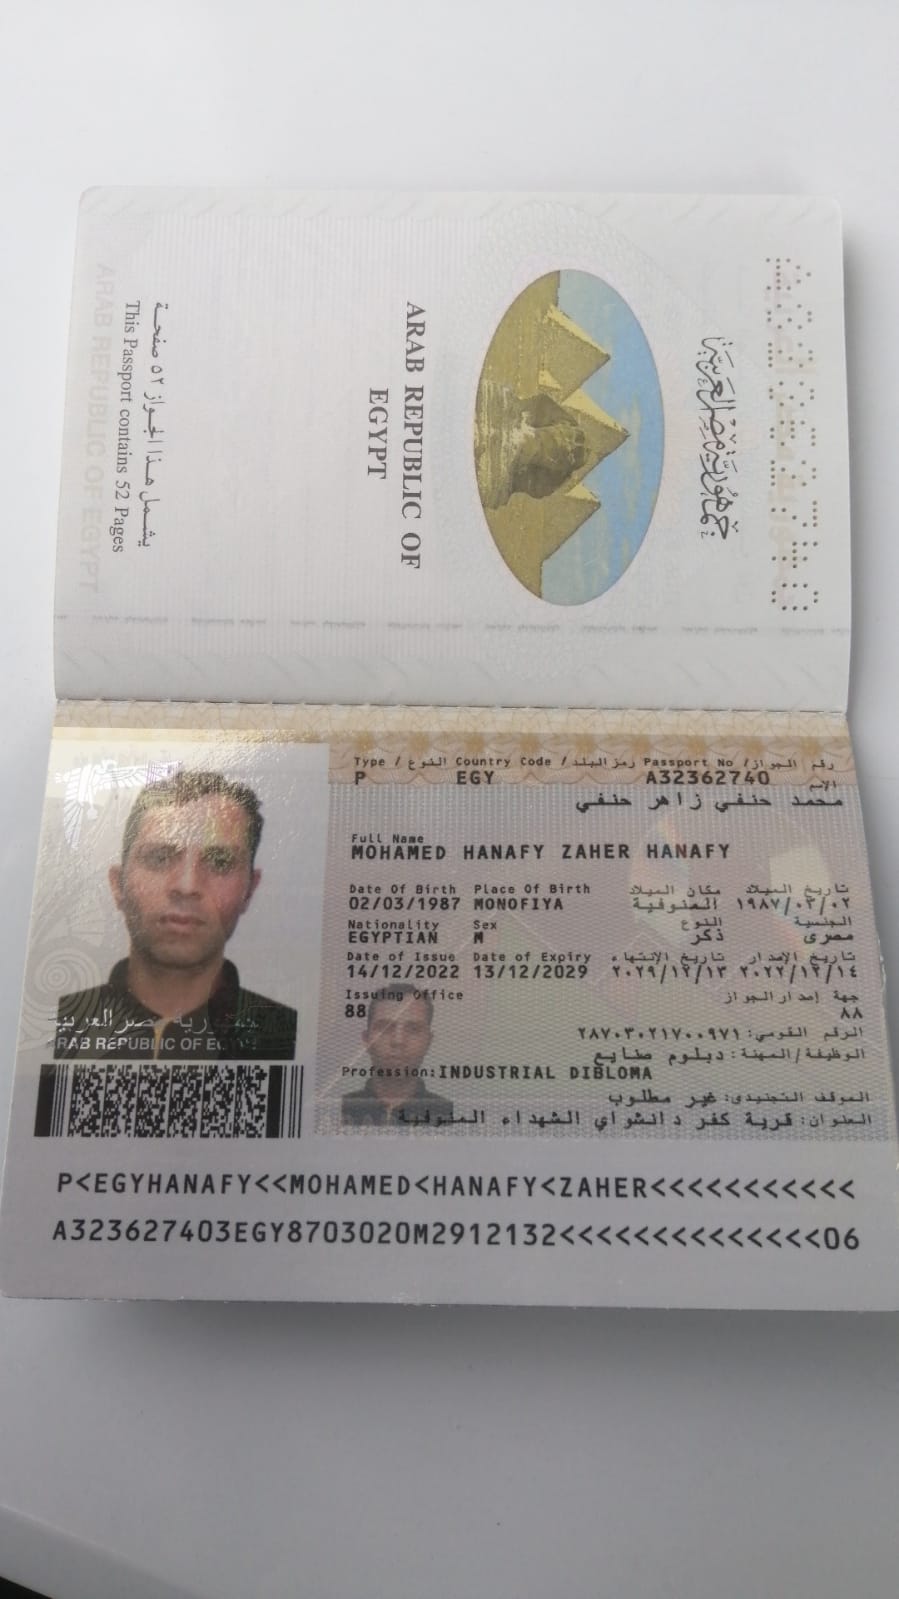 جمهورية مصر العربية
ARAB REPUBLIC OF
EGYPT
يشمل هذا الجواز ٥٢ صفحة
This Passport contains 52 Pages
ARAB REPUBLIC OF EGYPT
Type / النوع Country Code / رمز البلد Passport No / رقم الجواز
P EGY A32362740
الإسم
محمد حنفي زاهر حنفي
Full Name
MOHAMED HANAFY ZAHER HANAFY
Date Of Birth Place Of Birth مكان الميلاد تاريخ الميلاد
02/03/1987 MONOFIYA المنوفية ١٩٨٧/٠٣/٠٢
Nationality Sex النوع الجنسية
EGYPTIAN M ذكر مصرى
Date of Issue Date of Expiry تاريخ الإنتهاء تاريخ الإصدار
14/12/2022 13/12/2029 ٢٠٢٩/١٢/١٣ ٢٠٢٢/١٢/١٤
Issuing Office جهة إصدار الجواز
88 ٨٨
الرقم القومي: ٢٨٧٠٣٠٢١٧٠٠٩٧١
الوظيفة/المهنة: دبلوم صنايع
Profession: INDUSTRIAL DIBLOMA
الموقف التجنيدى: غير مطلوب
العنوان: قرية كفر دانشواي الشهداء المنوفية
جمهورية مصر العربية
ARAB REPUBLIC OF EGYPT
P<EGYHANAFY<<MOHAMED<HANAFY<ZAHER<<<<<<<<<<<
A323627403EGY8703020M2912132<<<<<<<<<<<<<<06